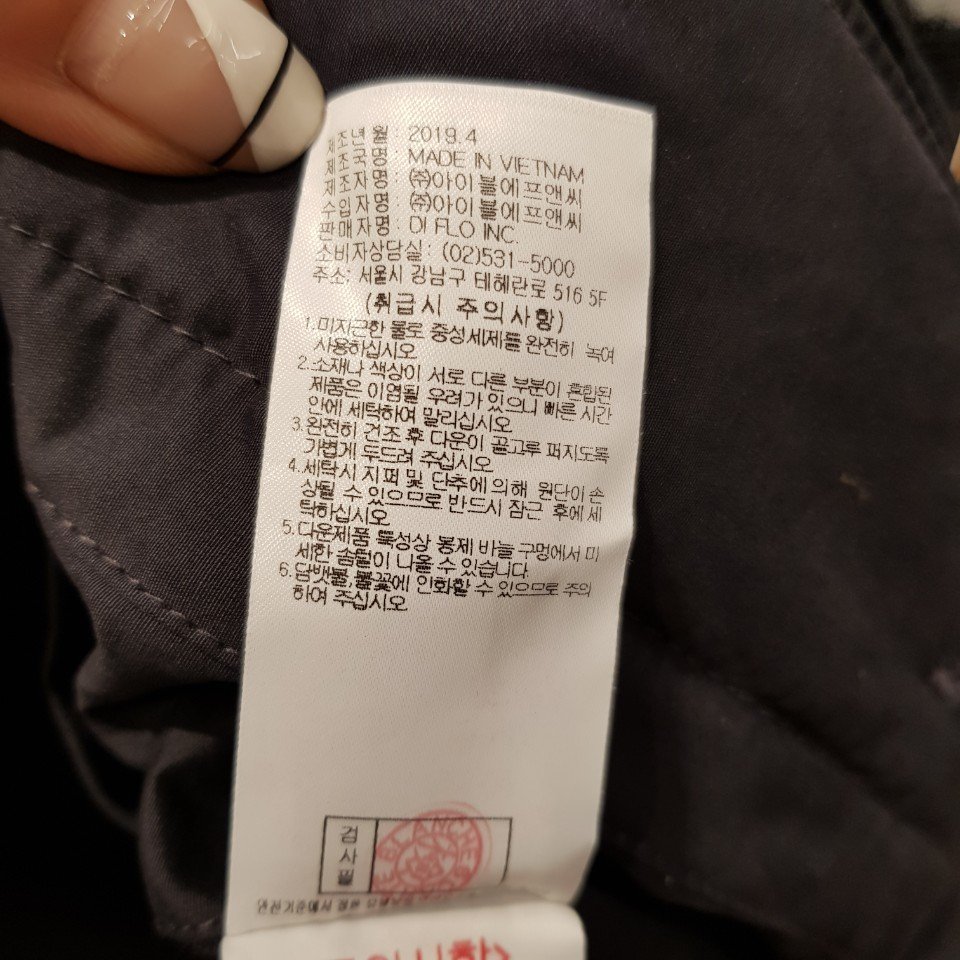 제조년월 : 2019.4
제조국명 : MADE IN VIETNAM
제조자명 : ㈜아이블에프앤씨
수입자명 : ㈜아이블에프앤씨
판매자명 : DI FLO INC.
소비자상담실 : (02)531-5000
주소: 서울시 강남구 테헤란로 516 5F
(취급시 주의사항)
1.미지근한 물로 중성세제를 완전히 녹여
사용하십시오
2.소재나 색상이 서로 다른 부분이 혼합된
제품은 이염될 우려가 있으니 빠른 시간
안에 세탁하여 말리십시오
3.완전히 건조 후 다운이 골고루 퍼지도록
가볍게 두드려 주십시오
4.세탁시 지퍼 및 단추에 의해 원단이 손
상될 수 있으므로 반드시 잠근 후에 세
탁하십시오
5.다운제품 특성상 봉제 바늘 구멍에서 미
세한 솜털이 나올 수 있습니다
6.담뱃불,불꽃에 인화할 수 있으므로 주의
하여 주십시오
검사필